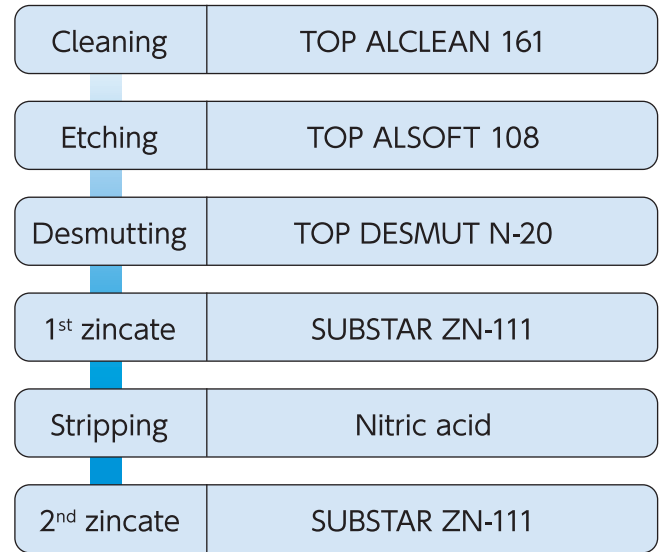 Cleaning TOP ALCLEAN 161
Etching TOP ALSOFT 108
Desmutting TOP DESMUT N-20
1st zincate SUBSTAR ZN-111
Stripping Nitric acid
2nd zincate SUBSTAR ZN-111